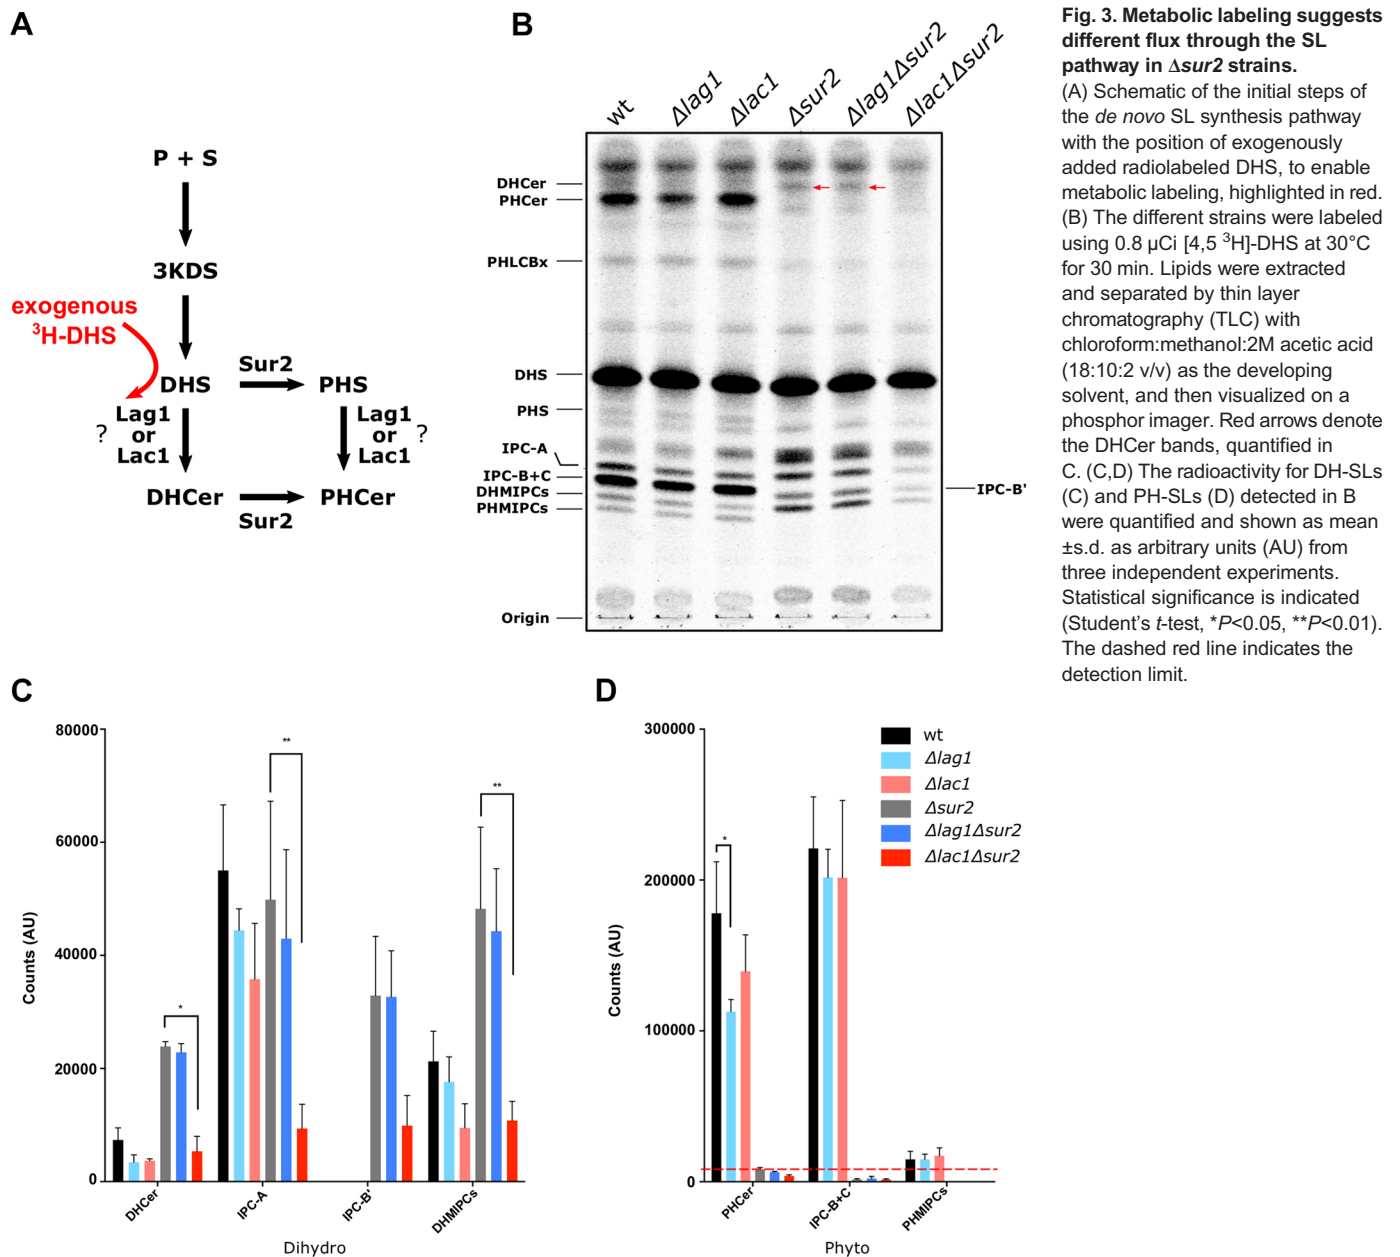 A
P + S
3KDS
exogenous
³H-DHS
DHS
Sur2
PHS
? Lag1
or
Lac1
Lag1 ?
or
Lac1
DHCer
Sur2
PHCer
B
wt
Δlag1
Δlac1
Δsur2
Δlag1Δsur2
Δlac1Δsur2
DHCer
PHCer
PHLCBx
DHS
PHS
IPC-A
IPC-B+C
DHMIPCs
PHMIPCs
Origin
IPC-B'
Fig. 3. Metabolic labeling suggests
different flux through the SL
pathway in Δsur2 strains.
(A) Schematic of the initial steps of
the de novo SL synthesis pathway
with the position of exogenously
added radiolabeled DHS, to enable
metabolic labeling, highlighted in red.
(B) The different strains were labeled
using 0.8 µCi [4,5 ³H]-DHS at 30°C
for 30 min. Lipids were extracted
and separated by thin layer
chromatography (TLC) with
chloroform:methanol:2M acetic acid
(18:10:2 v/v) as the developing
solvent, and then visualized on a
phosphor imager. Red arrows denote
the DHCer bands, quantified in
C. (C,D) The radioactivity for DH-SLs
(C) and PH-SLs (D) detected in B
were quantified and shown as mean
±s.d. as arbitrary units (AU) from
three independent experiments.
Statistical significance is indicated
(Student's t-test, *P<0.05, **P<0.01).
The dashed red line indicates the
detection limit.
C
Counts (AU)
80000
60000
40000
20000
0
*
**
**
DHCer
IPC-A
IPC-B'
DHMIPCs
Dihydro
D
Counts (AU)
300000
200000
100000
0
*
wt
Δlag1
Δlac1
Δsur2
Δlag1Δsur2
Δlac1Δsur2
PHCer
IPC-B+C
PHMIPCs
Phyto